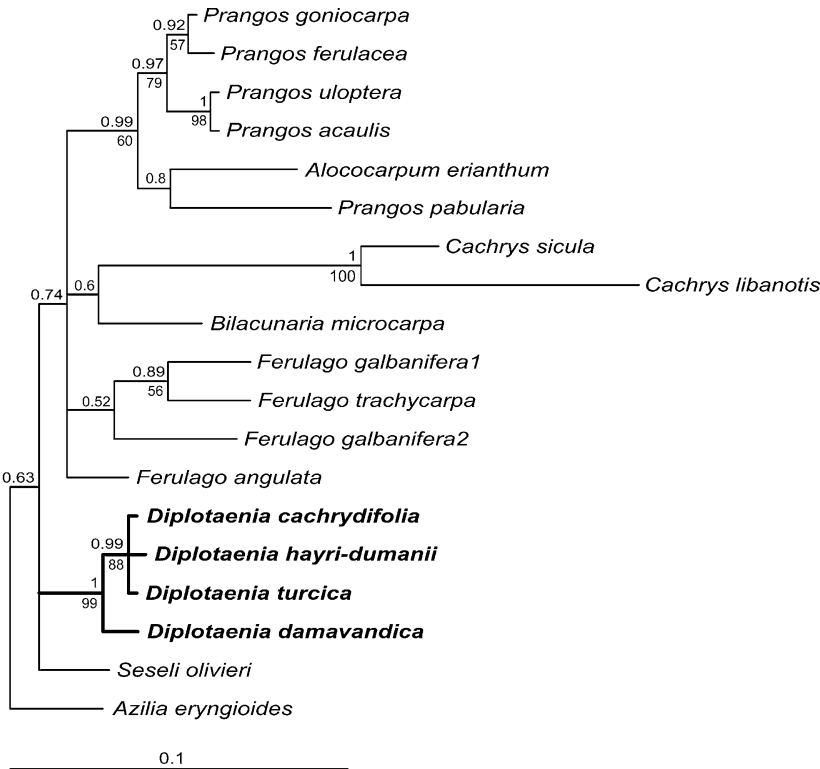 Prangos goniocarpa
0.92
57
Prangos ferulacea
0.97
79
Prangos uloptera
1
98
Prangos acaulis
0.99
60
Alococarpum erianthum
0.8
Prangos pabularia
Cachrys sicula
1
100
Cachrys libanotis
0.6
0.74
Bilacunaria microcarpa
Ferulago galbanifera1
0.89
56
Ferulago trachycarpa
0.52
Ferulago galbanifera2
Ferulago angulata
0.63
Diplotaenia cachrydifolia
0.99
88
Diplotaenia hayri-dumanii
1
99
Diplotaenia turcica
Diplotaenia damavandica
Seseli olivieri
Azilia eryngioides
0.1